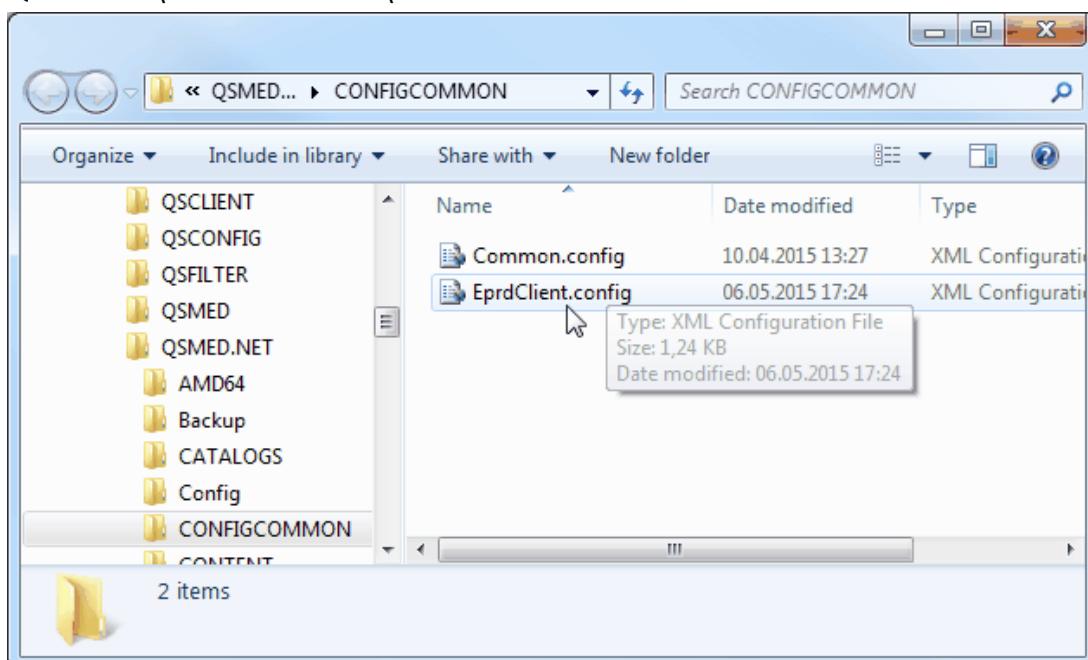 « QSMED... ▸ CONFIGCOMMON
Search CONFIGCOMMON
Organize Include in library Share with New folder
QSCLIENT
QSCONFIG
QSFILTER
QSMED
QSMED.NET
AMD64
Backup
CATALOGS
Config
CONFIGCOMMON
CONTENT
Name Date modified Type
Common.config 10.04.2015 13:27 XML Configurati
EprdClient.config 06.05.2015 17:24 XML Configurati
Type: XML Configuration File
Size: 1,24 KB
Date modified: 06.05.2015 17:24
2 items